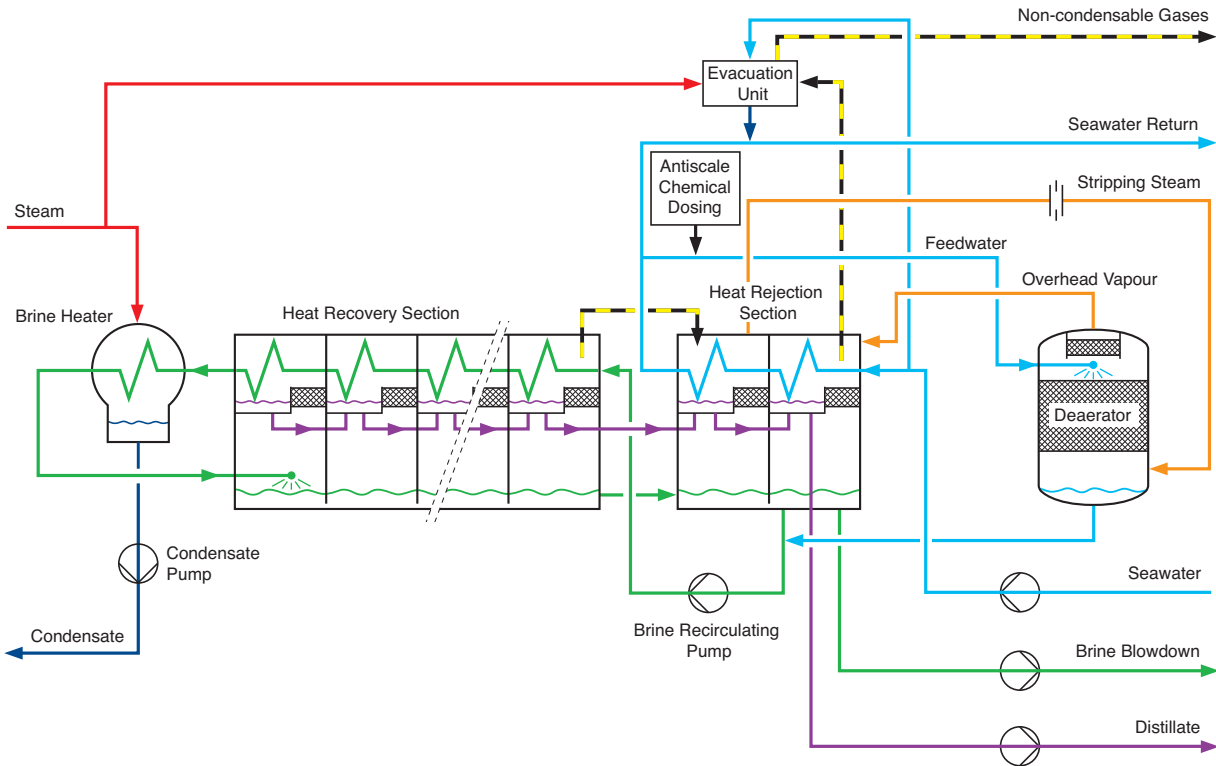 Non-condensable Gases
Evacuation
Unit
Seawater Return
Antiscale
Chemical
Dosing
Stripping Steam
Steam
Feedwater
Overhead Vapour
Brine Heater
Heat Recovery Section
Heat Rejection
Section
Deaerator
Condensate
Pump
Seawater
Condensate
Brine Recirculating
Pump
Brine Blowdown
Distillate